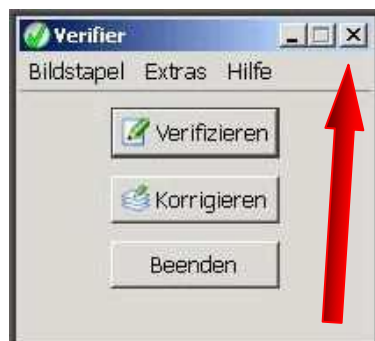 Verifier
Bildstapel Extras Hilfe
Verifizieren
Korrigieren
Beenden